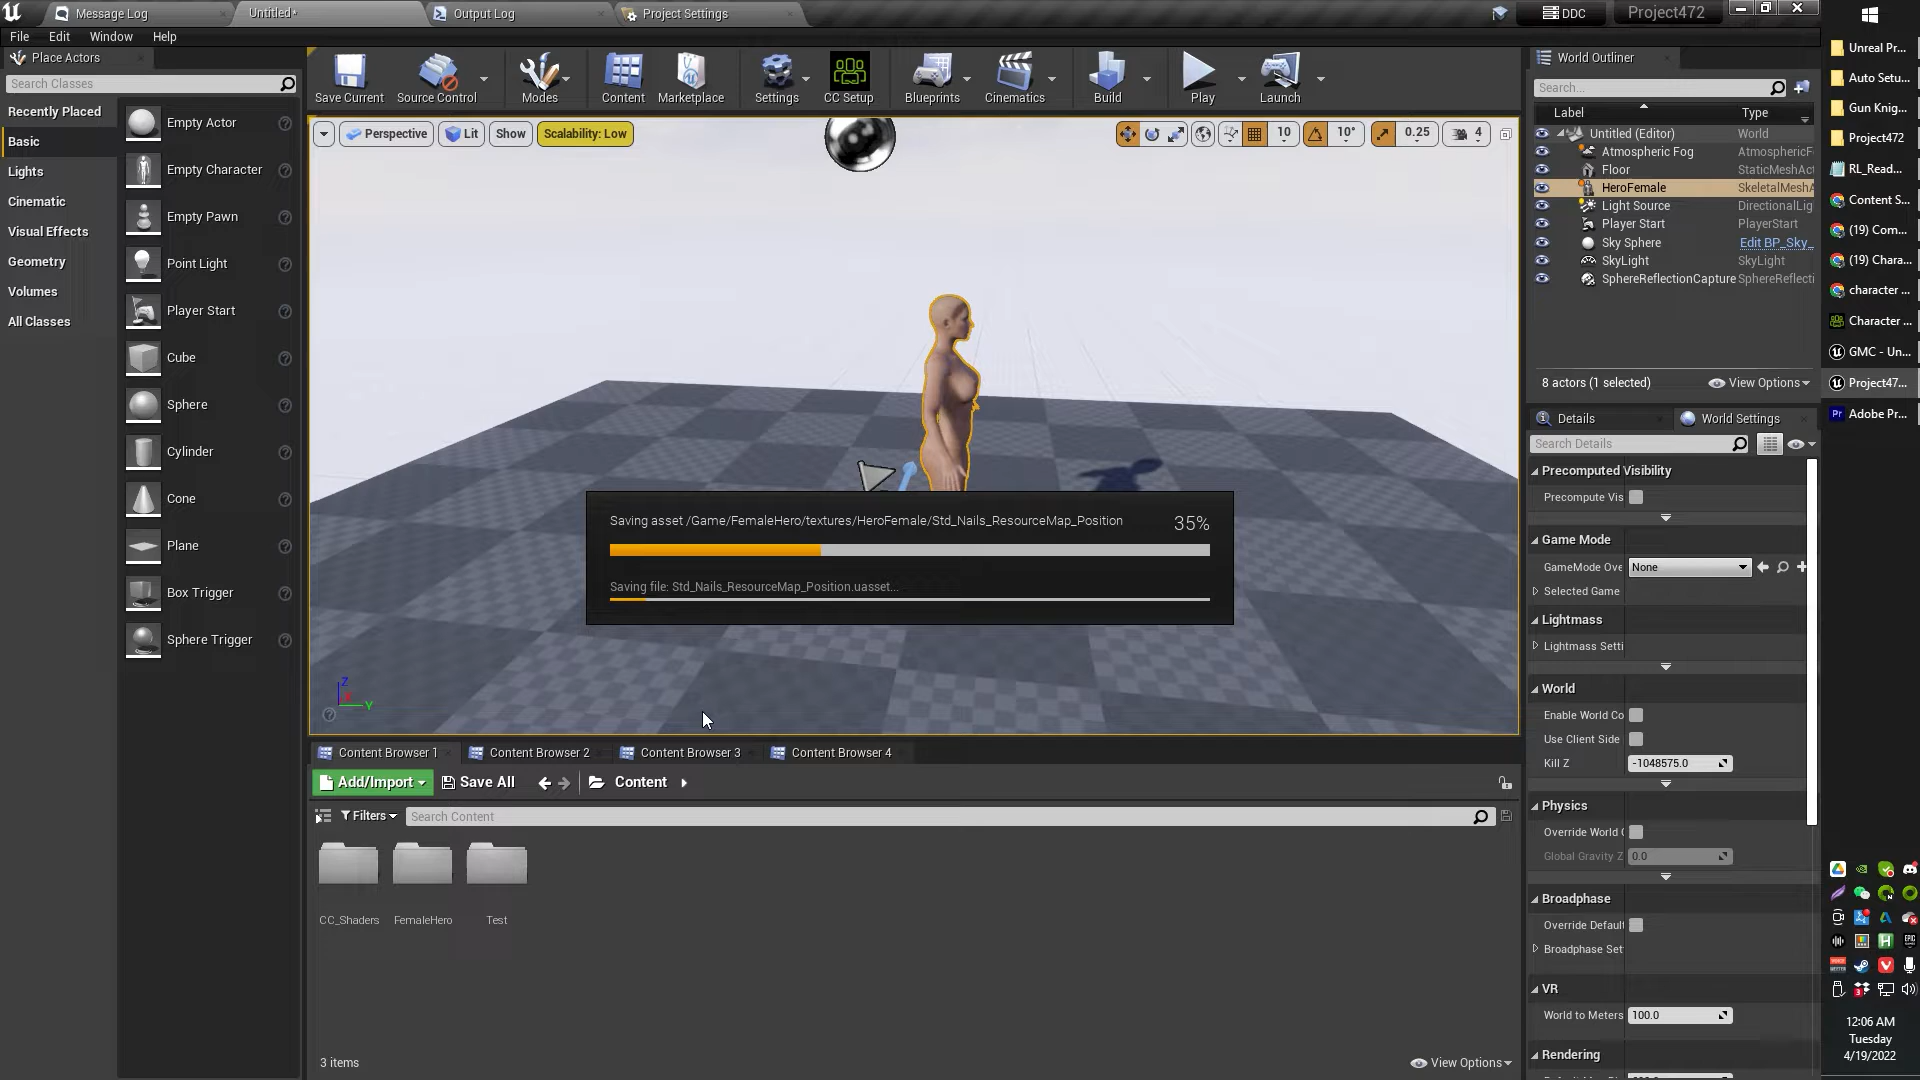 Message Log
Untitled*
Output Log
Project Settings
DDC
Project472
File Edit Window Help
Place Actors
Search Classes
Recently Placed
Basic
Lights
Cinematic
Visual Effects
Geometry
Volumes
All Classes
Empty Actor
Empty Character
Empty Pawn
Point Light
Player Start
Cube
Sphere
Cylinder
Cone
Plane
Box Trigger
Sphere Trigger
Save Current
Source Control
Modes
Content
Marketplace
Settings
CC Setup
Blueprints
Cinematics
Build
Play
Launch
Perspective
Lit
Show
Scalability: Low
10
10°
0.25
4
Saving asset /Game/FemaleHero/textures/HeroFemale/Std_Nails_ResourceMap_Position
35%
Saving file: Std_Nails_ResourceMap_Position.uasset...
Z
Y
Content Browser 1
Content Browser 2
Content Browser 3
Content Browser 4
Add/Import
Save All
Content
Filters
Search Content
CC_Shaders
FemaleHero
Test
3 items
View Options
World Outliner
Search...
Label Type
Untitled (Editor) World
Atmospheric Fog AtmosphericF
Floor StaticMeshAct
HeroFemale SkeletalMeshA
Light Source DirectionalLig
Player Start PlayerStart
Sky Sphere Edit BP_Sky_
SkyLight SkyLight
SphereReflectionCapture SphereReflecti
8 actors (1 selected)
View Options
Details
World Settings
Search Details
Precomputed Visibility
Precompute Vis
Game Mode
GameMode Ove None
Selected Game
Lightmass
Lightmass Setti
World
Enable World Co
Use Client Side
Kill Z -1048575.0
Physics
Override World G
Global Gravity Z 0.0
Broadphase
Override Default
Broadphase Set
VR
World to Meters 100.0
Rendering
Unreal Pr...
Auto Setu...
Gun Knig...
Project472
RL_Read...
Content S...
(19) Com...
(19) Chara...
character ...
Character ...
GMC - Un...
Project47...
Adobe Pr...
12:06 AM
Tuesday
4/19/2022